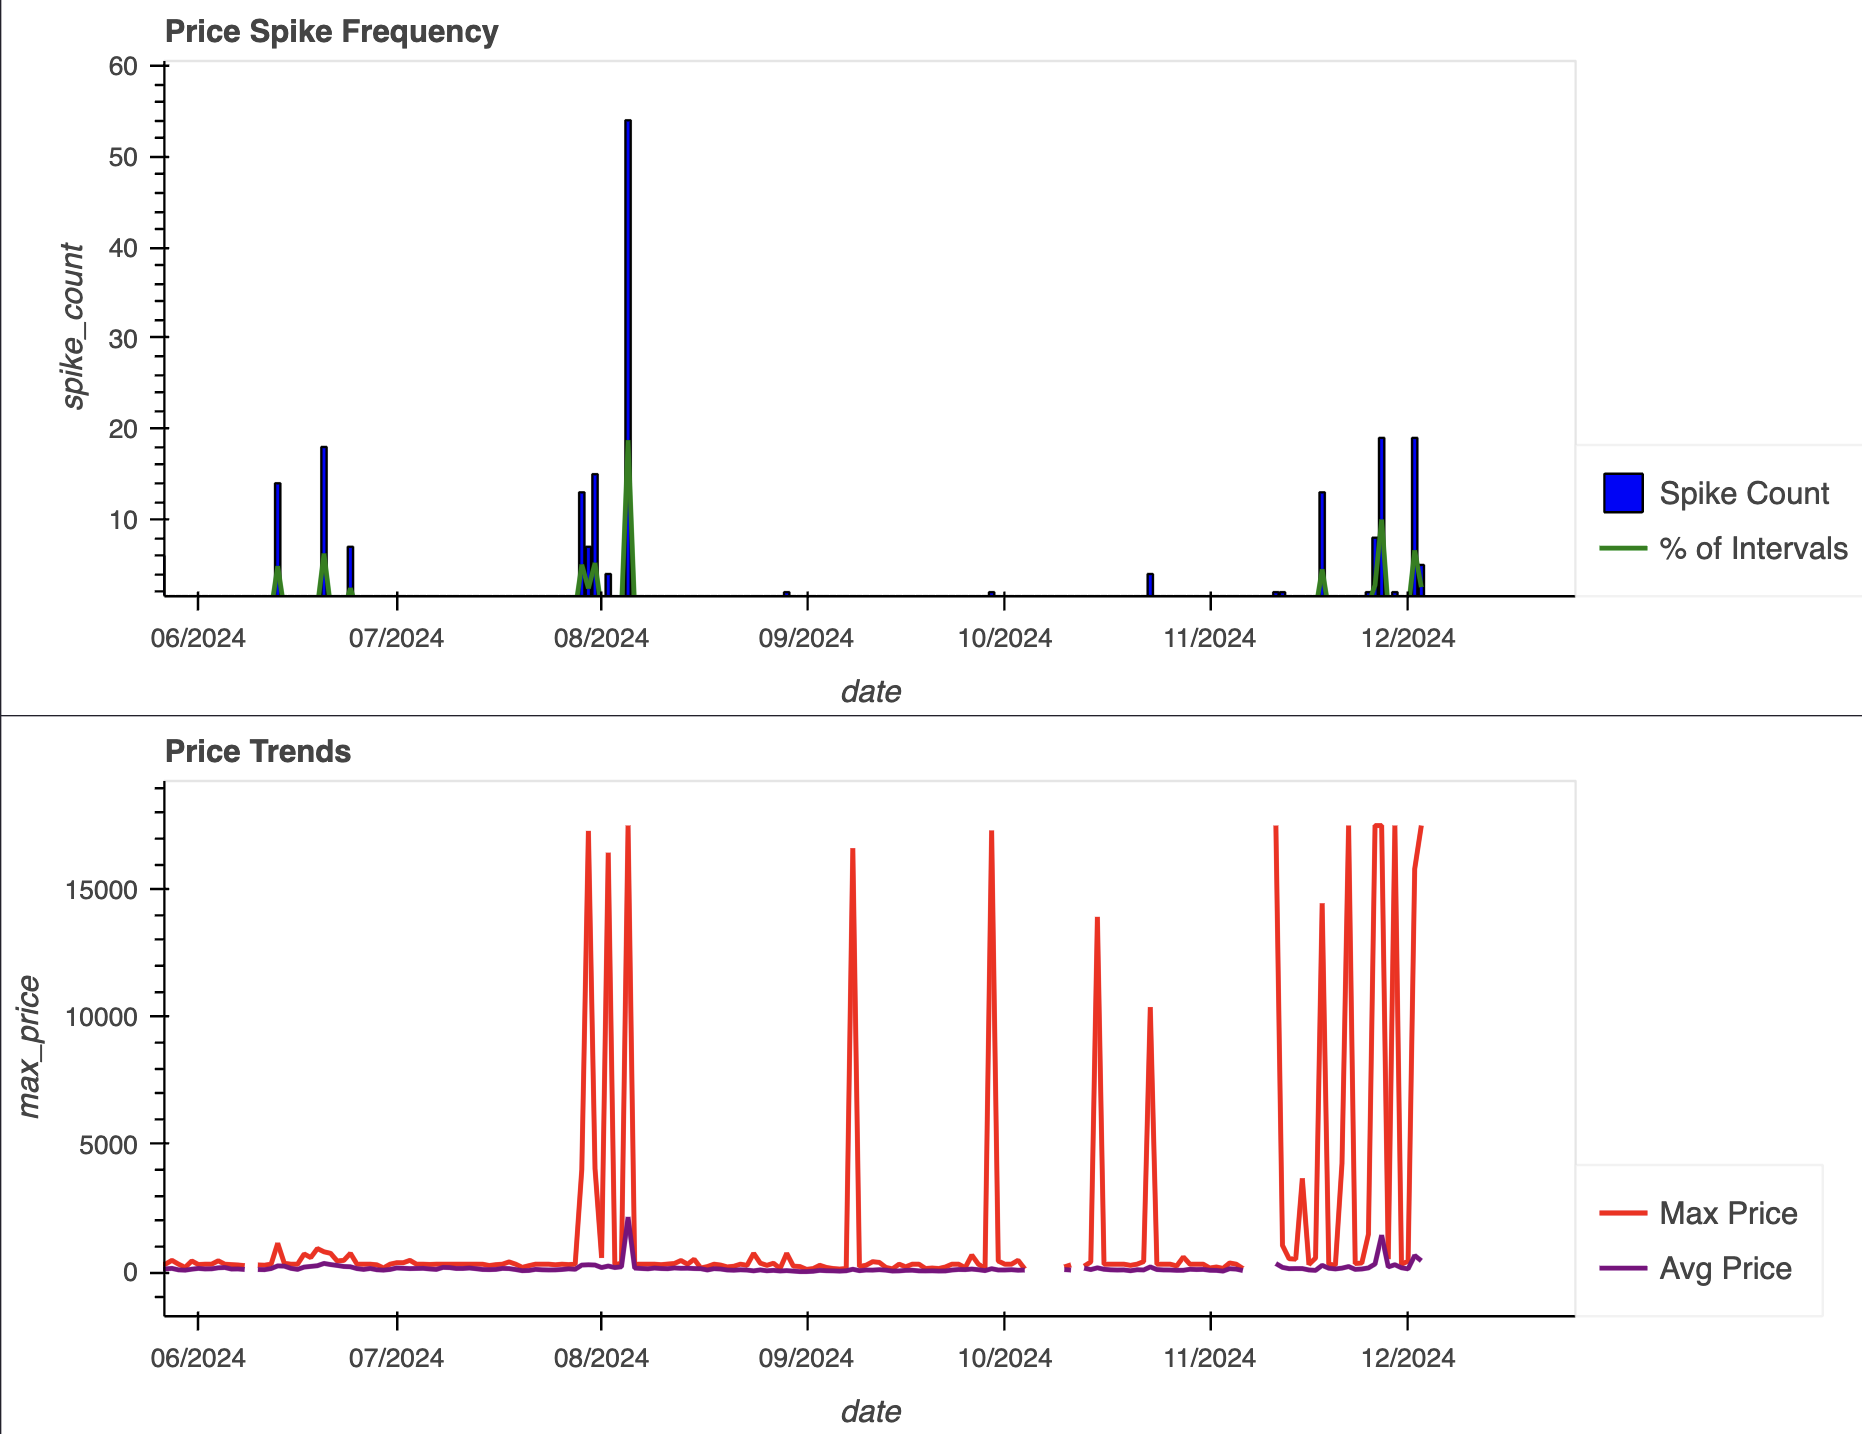 Price Spike Frequency
60
50
40
30
20
10
spike_count
06/2024 07/2024 08/2024 09/2024 10/2024 11/2024 12/2024
date
Spike Count
% of Intervals
Price Trends
15000
10000
5000
0
max_price
06/2024 07/2024 08/2024 09/2024 10/2024 11/2024 12/2024
date
Max Price
Avg Price